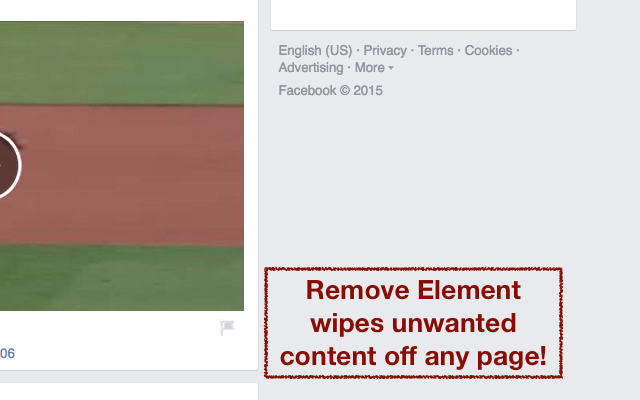 English (US) · Privacy · Terms · Cookies ·
Advertising · More
Facebook © 2015
Remove Element
wipes unwanted
content off any page!
06